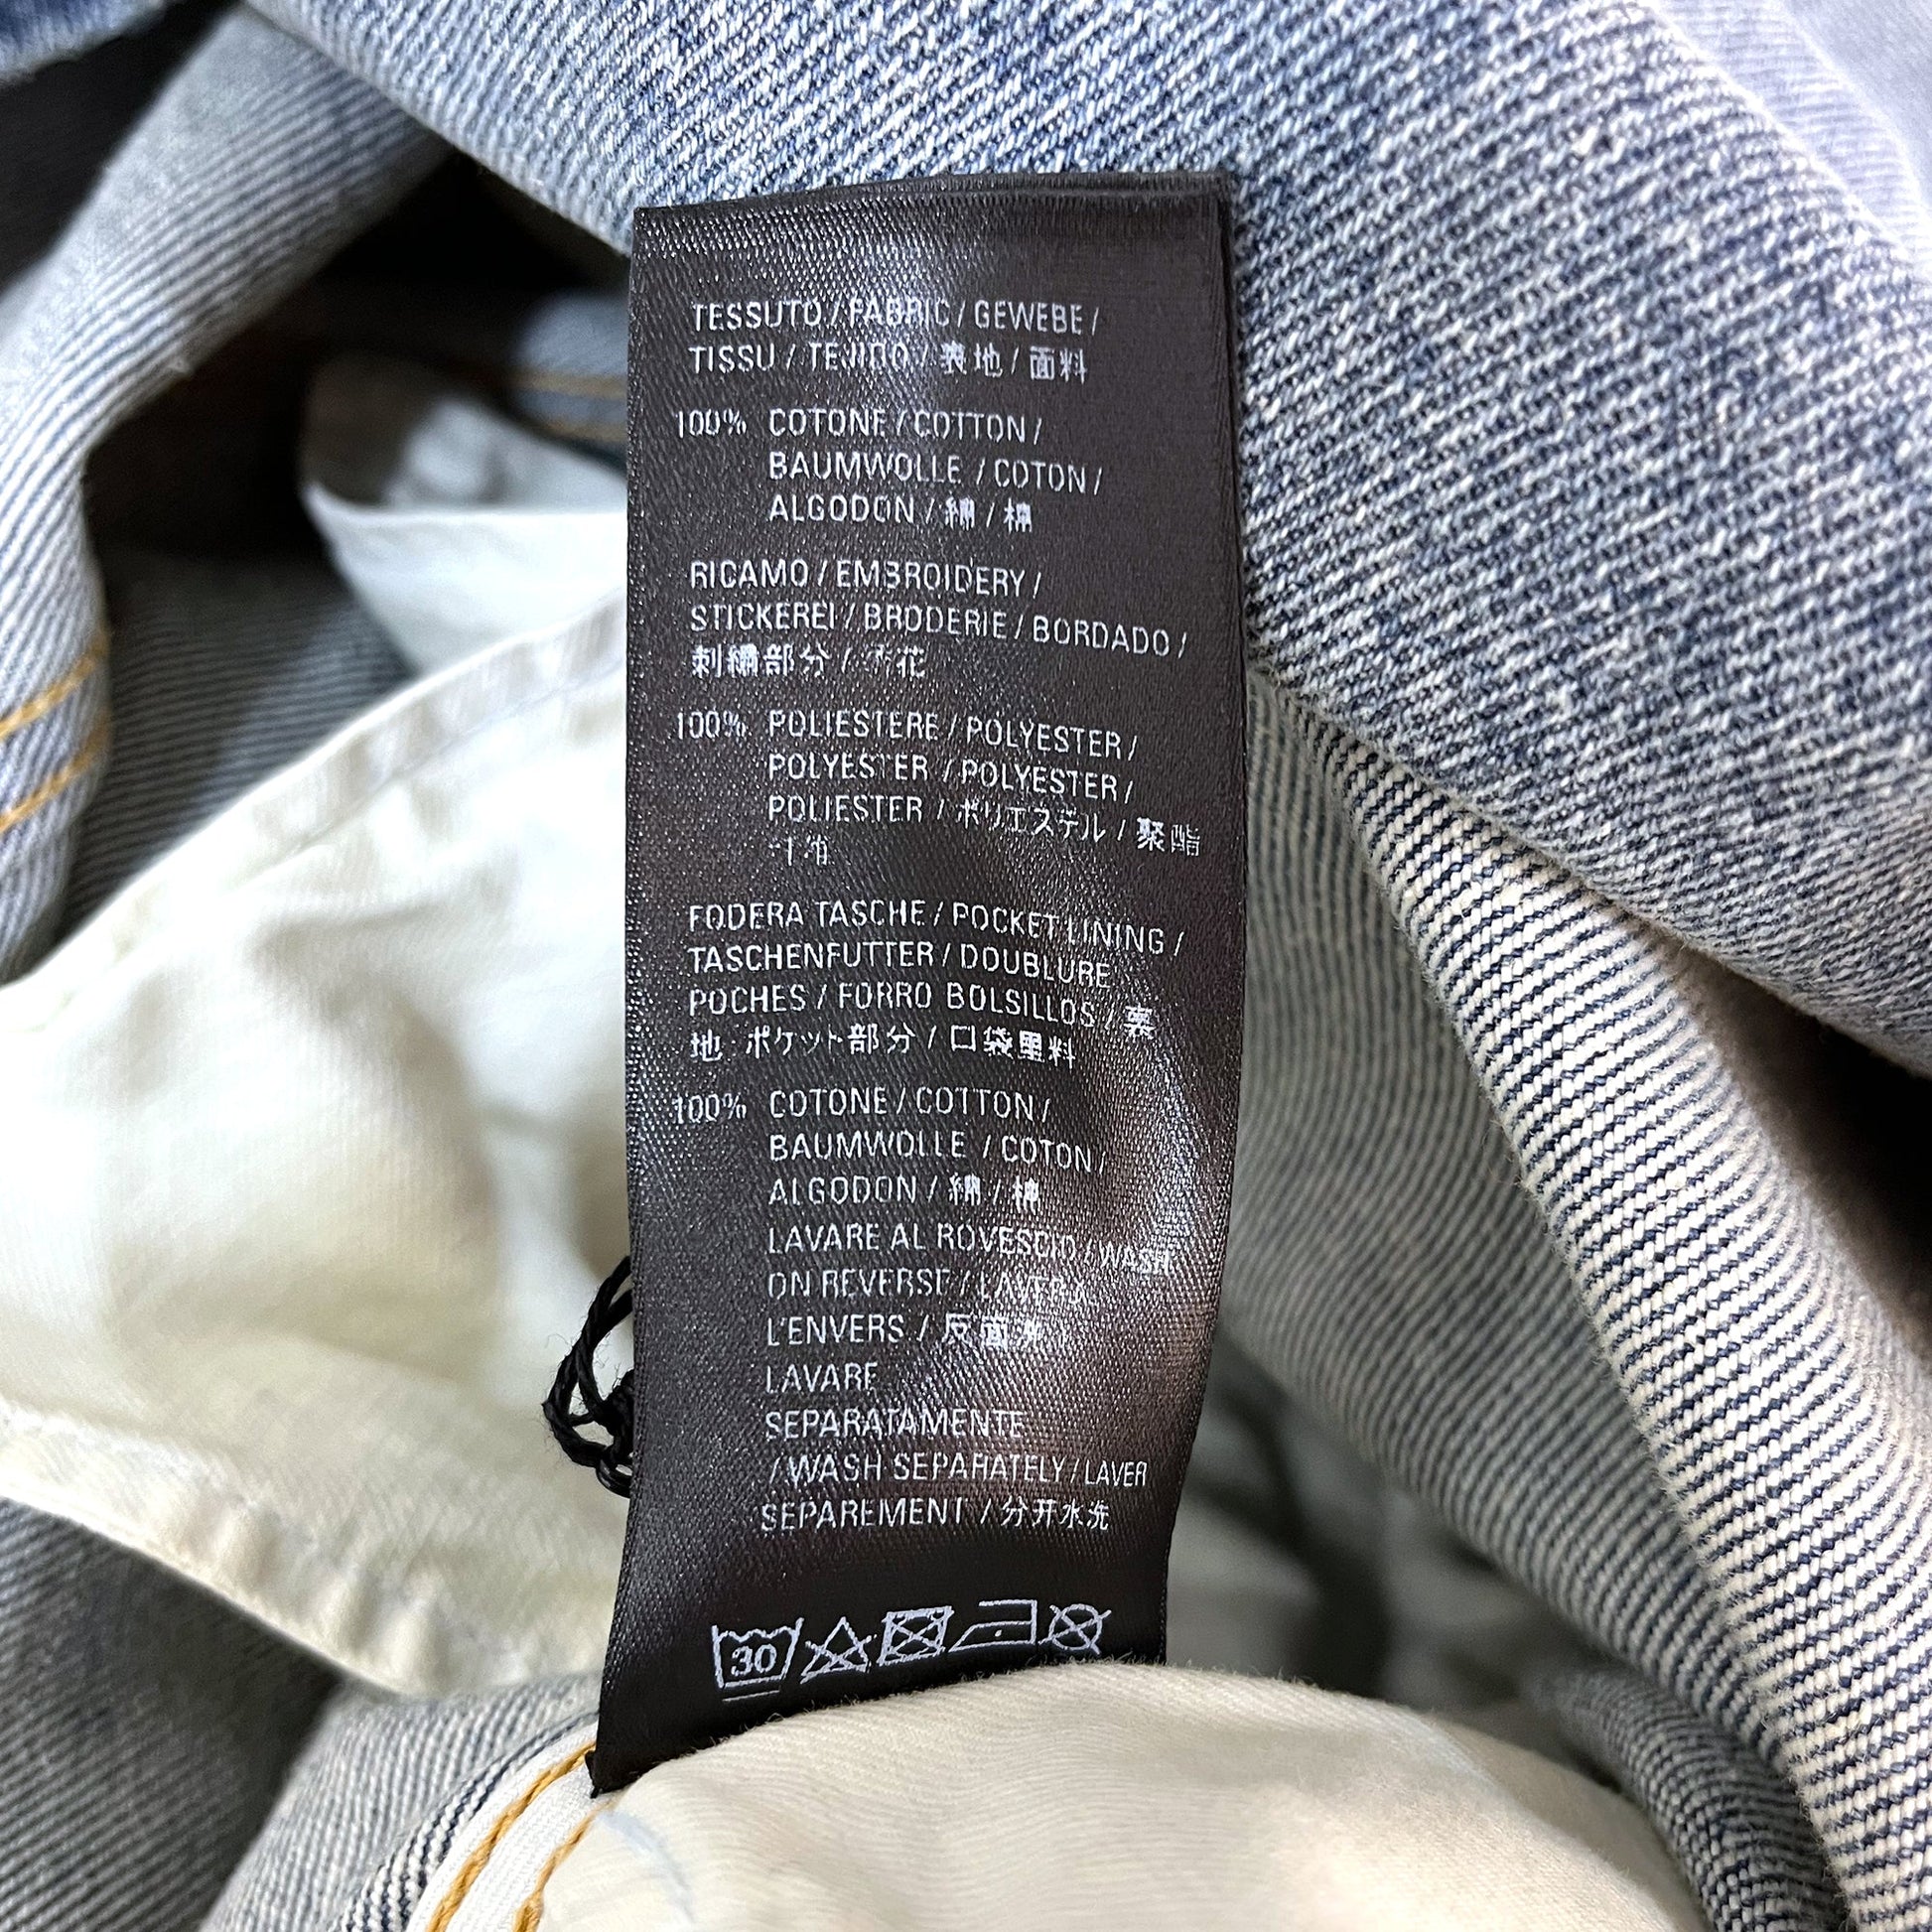 TESSUTO / FABRIC / GEWEBE /
TISSU / TEJIDO / 表地 / 面料
100% COTONE / COTTON /
BAUMWOLLE / COTON /
ALGODON / 綿 / 棉
RICAMO / EMBROIDERY /
STICKEREI / BRODERIE / BORDADO /
刺繍部分 / 花
100% POLIESTERE / POLYESTER /
POLYESTER / POLYESTER /
POLIESTER / ポリエステル / 聚酯
FODERA TASCHE / POCKET LINING /
TASCHENFUTTER / DOUBLURE
POCHES / FORRO BOLSILLOS / 裏
地 ポケット部分 / 口袋里料
100% COTONE / COTTON /
BAUMWOLLE / COTON /
ALGODON / 綿 / 棉
LAVARE AL ROVESCIO / WASH
ON REVERSE / LAVER
L'ENVERS / 反面洗
LAVARE
SEPARATAMENTE
/ WASH SEPARATELY / LAVER
SEPAREMENT / 分开水洗
30